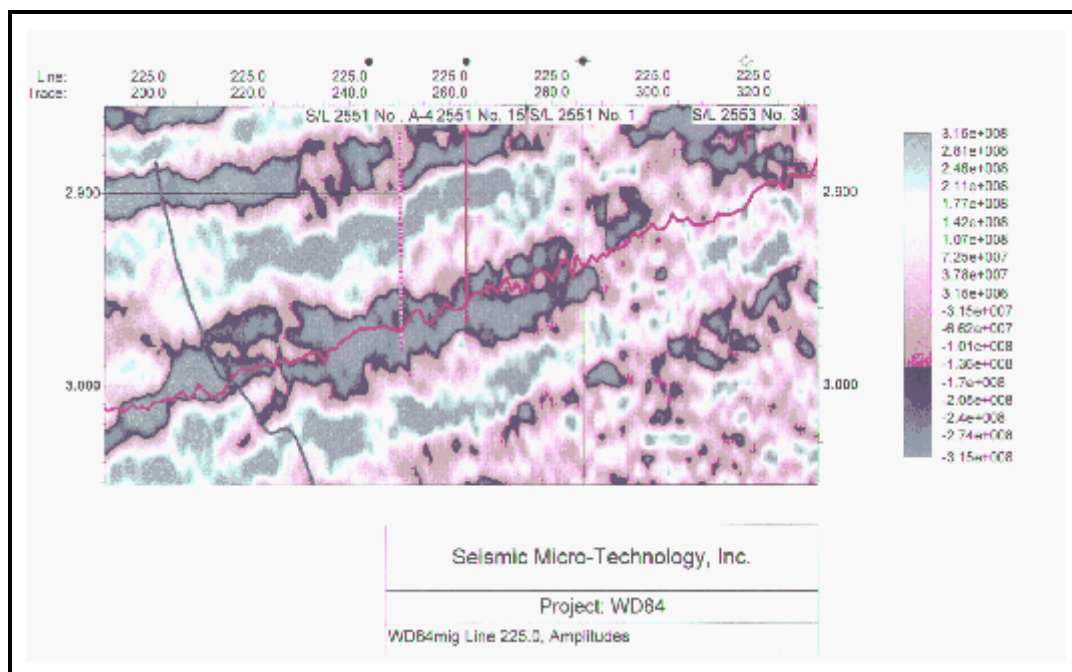 Line: 225.0 225.0 225.0 225.0 225.0 225.0 225.0
Trace: 200.0 220.0 240.0 260.0 280.0 300.0 320.0
S/L 2551 No. A-4 2551 No. 15 S/L 2551 No. 1 S/L 2553 No. 3
2.900 2.900
3.000 3.000
3.15e+008
2.81e+008
2.46e+008
2.11e+008
1.77e+008
1.42e+008
1.07e+008
7.25e+007
3.78e+007
3.15e+006
-3.15e+007
-6.62e+007
-1.01e+008
-1.36e+008
-1.7e+008
-2.05e+008
-2.4e+008
-2.74e+008
-3.15e+008
Seismic Micro-Technology, Inc.
Project: WD84
WD84mig Line 225.0, Amplitudes